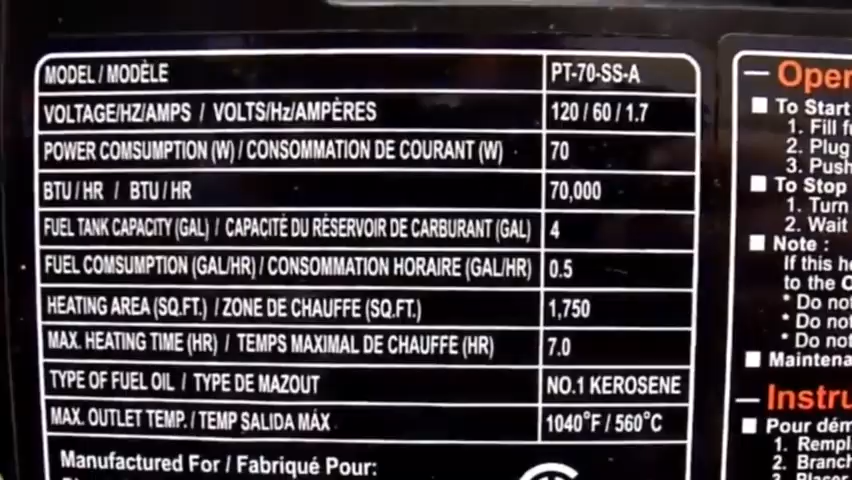 MODEL / MODÈLE PT-70-SS-A
VOLTAGE/HZ/AMPS / VOLTS/Hz/AMPÈRES 120 / 60 / 1.7
POWER COMSUMPTION (W) / CONSOMMATION DE COURANT (W) 70
BTU / HR / BTU / HR 70,000
FUEL TANK CAPACITY (GAL) / CAPACITÉ DU RÉSERVOIR DE CARBURANT (GAL) 4
FUEL COMSUMPTION (GAL/HR) / CONSOMMATION HORAIRE (GAL/HR) 0.5
HEATING AREA (SQ.FT.) / ZONE DE CHAUFFE (SQ.FT.) 1,750
MAX. HEATING TIME (HR) / TEMPS MAXIMAL DE CHAUFFE (HR) 7.0
TYPE OF FUEL OIL / TYPE DE MAZOUT NO.1 KEROSENE
MAX. OUTLET TEMP. / TEMP SALIDA MÁX 1040°F / 560°C
Manufactured For / Fabriqué Pour:
To Start
1. Fill
2. Plug
3. Push
To Stop
1. Turn
2. Wait
Note :
If this
to the
* Do not
* Do not
* Do not
Maintena
Instru
Pour dém
1. Rempl
2. Branch